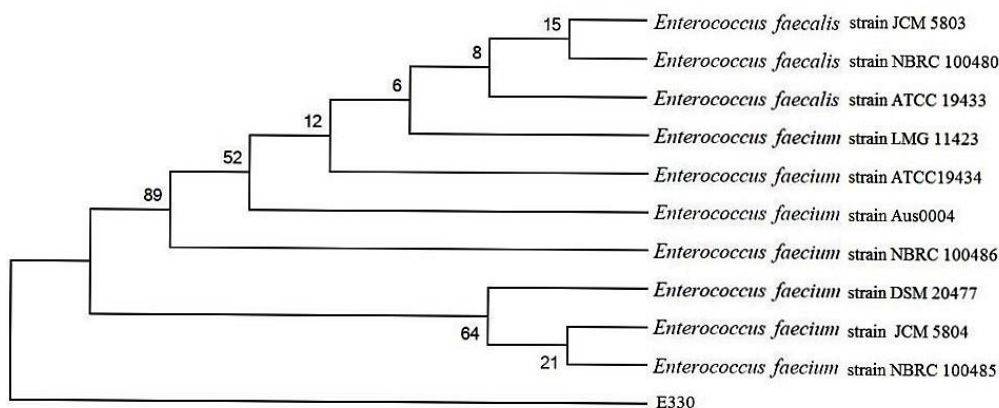 15 Enterococcus faecalis strain JCM 5803
8 Enterococcus faecalis strain NBRC 100480
6 Enterococcus faecalis strain ATCC 19433
12 Enterococcus faecium strain LMG 11423
52 Enterococcus faecium strain ATCC19434
89 Enterococcus faecium strain Aus0004
Enterococcus faecium strain NBRC 100486
Enterococcus faecium strain DSM 20477
64 Enterococcus faecium strain JCM 5804
21 Enterococcus faecium strain NBRC 100485
E330